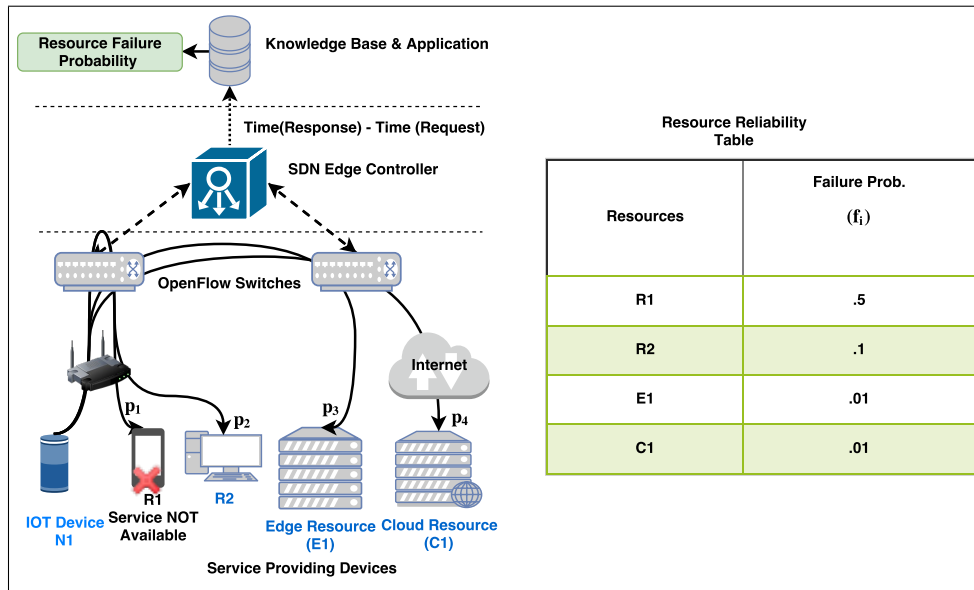 Resource Failure
Probability
Knowledge Base & Application
Time(Response) - Time (Request)
SDN Edge Controller
OpenFlow Switches
Internet
p1
p2
p3
p4
R1
Service NOT
Available
R2
IOT Device
N1
Edge Resource
(E1)
Cloud Resource
(C1)
Service Providing Devices
Resource Reliability
Table
Resources
Failure Prob.
(fi)
R1
.5
R2
.1
E1
.01
C1
.01